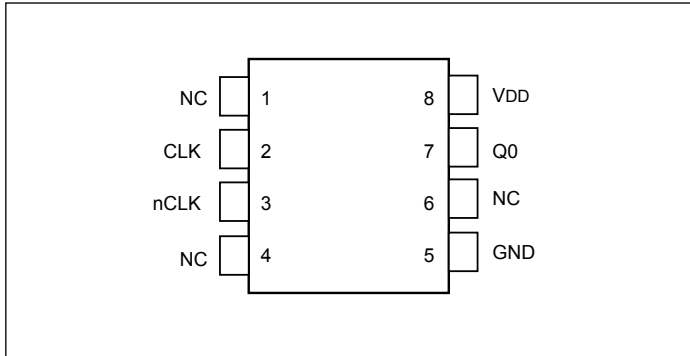 NC 1 8 VDD
CLK 2 7 Q0
nCLK 3 6 NC
NC 4 5 GND